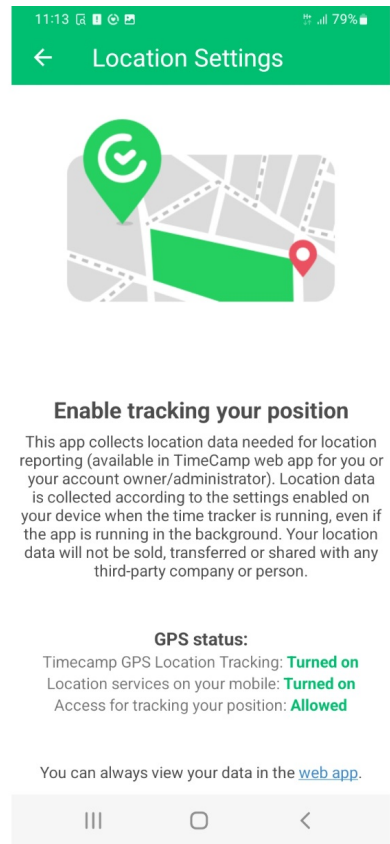 11:13 79%
Location Settings
Enable tracking your position
This app collects location data needed for location
reporting (available in TimeCamp web app for you or
your account owner/administrator). Location data
is collected according to the settings enabled on
your device when the time tracker is running, even if
the app is running in the background. Your location
data will not be sold, transferred or shared with any
third-party company or person.
GPS status:
Timecamp GPS Location Tracking: Turned on
Location services on your mobile: Turned on
Access for tracking your position: Allowed
You can always view your data in the web app.